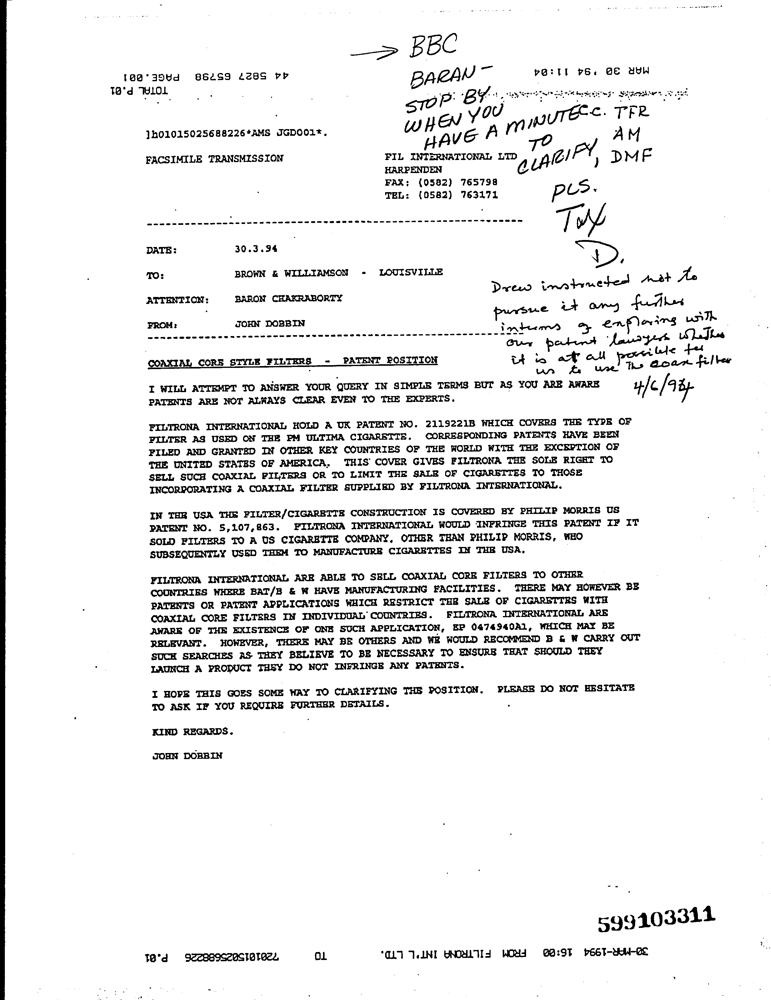 → BBC
BARAN -
STOP BY
WHEN YOU
HAVE A MINUTE
TO
CLARIFY,
PLS.
Tnx
D.
C.C. TFR
AM
DMF
44 5827 65798 PAGE.001
MAR 30 '94 11:04
TOTAL P.01
]h01015025688226*AMS JGD001*.
FACSIMILE TRANSMISSION
FIL INTERNATIONAL LTD
HARPENDEN
FAX: (0582) 765798
TEL: (0582) 763171
DATE: 30.3.94
TO: BROWN & WILLIAMSON - LOUISVILLE
ATTENTION: BARON CHAKRABORTY
FROM: JOHN DOBBIN
Drew instructed not to
pursue it any further
in terms of exploring with
our patent lawyers whether
it is at all possible for
us to use the coax filter
4/6/94
COAXIAL CORE STYLE FILTERS - PATENT POSITION
I WILL ATTEMPT TO ANSWER YOUR QUERY IN SIMPLE TERMS BUT AS YOU ARE AWARE
PATENTS ARE NOT ALWAYS CLEAR EVEN TO THE EXPERTS.
FILTRONA INTERNATIONAL HOLD A UK PATENT NO. 2119221B WHICH COVERS THE TYPE OF
FILTER AS USED ON THE PM ULTIMA CIGARETTE. CORRESPONDING PATENTS HAVE BEEN
FILED AND GRANTED IN OTHER KEY COUNTRIES OF THE WORLD WITH THE EXCEPTION OF
THE UNITED STATES OF AMERICA. THIS COVER GIVES FILTRONA THE SOLE RIGHT TO
SELL SUCH COAXIAL FILTERS OR TO LIMIT THE SALE OF CIGARETTES TO THOSE
INCORPORATING A COAXIAL FILTER SUPPLIED BY FILTRONA INTERNATIONAL.
IN THE USA THE FILTER/CIGARETTE CONSTRUCTION IS COVERED BY PHILIP MORRIS US
PATENT NO. 5,107,863. FILTRONA INTERNATIONAL WOULD INFRINGE THIS PATENT IF IT
SOLD FILTERS TO A US CIGARETTE COMPANY, OTHER THAN PHILIP MORRIS, WHO
SUBSEQUENTLY USED THEM TO MANUFACTURE CIGARETTES IN THE USA.
FILTRONA INTERNATIONAL ARE ABLE TO SELL COAXIAL CORE FILTERS TO OTHER
COUNTRIES WHERE BAT/B & W HAVE MANUFACTURING FACILITIES. THERE MAY HOWEVER BE
PATENTS OR PATENT APPLICATIONS WHICH RESTRICT THE SALE OF CIGARETTES WITH
COAXIAL CORE FILTERS IN INDIVIDUAL COUNTRIES. FILTRONA INTERNATIONAL ARE
AWARE OF THE EXISTENCE OF ONE SUCH APPLICATION, EP 0474940A1, WHICH MAY BE
RELEVANT. HOWEVER, THERE MAY BE OTHERS AND WE WOULD RECOMMEND B & W CARRY OUT
SUCH SEARCHES AS THEY BELIEVE TO BE NECESSARY TO ENSURE THAT SHOULD THEY
LAUNCH A PRODUCT THEY DO NOT INFRINGE ANY PATENTS.
I HOPE THIS GOES SOME WAY TO CLARIFYING THE POSITION. PLEASE DO NOT HESITATE
TO ASK IF YOU REQUIRE FURTHER DETAILS.
KIND REGARDS.
JOHN DOBBIN
599103311
30-MAR-1994 16:00 FROM FILTRONA INT'L LTD. TO 7201015025688226 P.01